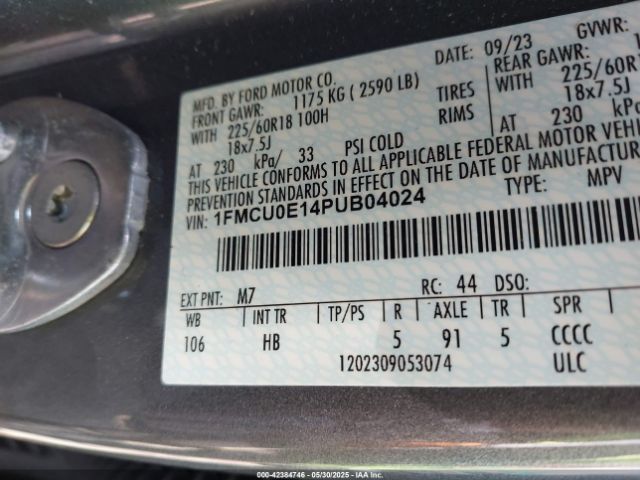 DATE: 09/23 GVWR:
MFD. BY FORD MOTOR CO.
FRONT GAWR: 1175 KG ( 2590 LB) REAR GAWR:
WITH 225/60R18 100H TIRES WITH 225/60R1
18x7.5J RIMS 18x7.5J
AT 230 kPa/ 33 PSI COLD AT 230 kPa
THIS VEHICLE CONFORMS TO ALL APPLICABLE FEDERAL MOTOR VEHIC
STANDARDS IN EFFECT ON THE DATE OF MANUFACTURE
VIN: 1FMCU0E14PUB04024 TYPE: MPV
EXT PNT: M7 RC: 44 DSO:
WB INT TR TP/PS R AXLE TR SPR
106 HB 5 91 5 CCCC
1202309053074 ULC
000-42384746 - 05/30/2025 - IAA Inc.